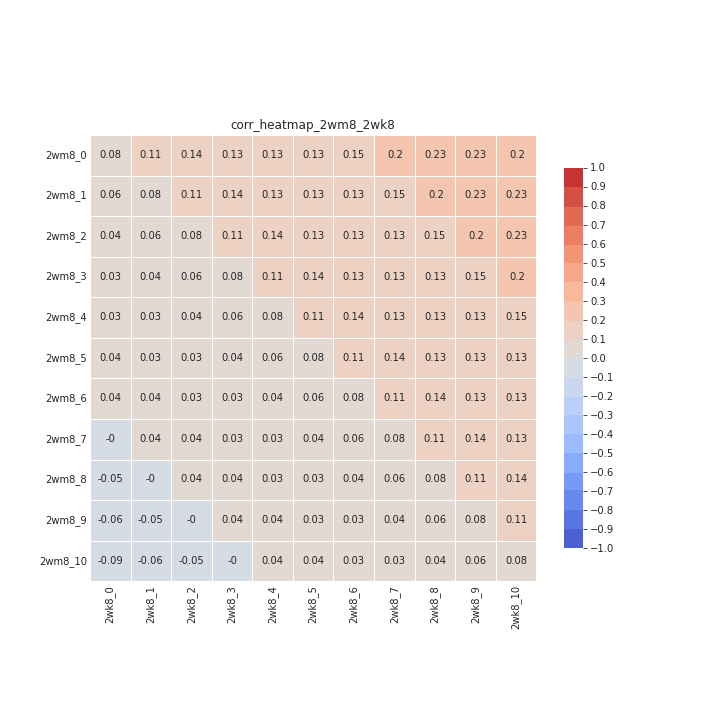 corr_heatmap_2wm8_2wk8
2wm8_0 0.08 0.11 0.14 0.13 0.13 0.13 0.15 0.2 0.23 0.23 0.2
2wm8_1 0.06 0.08 0.11 0.14 0.13 0.13 0.13 0.15 0.2 0.23 0.23
2wm8_2 0.04 0.06 0.08 0.11 0.14 0.13 0.13 0.13 0.15 0.2 0.23
2wm8_3 0.03 0.04 0.06 0.08 0.11 0.14 0.13 0.13 0.13 0.15 0.2
2wm8_4 0.03 0.03 0.04 0.06 0.08 0.11 0.14 0.13 0.13 0.13 0.15
2wm8_5 0.04 0.03 0.03 0.04 0.06 0.08 0.11 0.14 0.13 0.13 0.13
2wm8_6 0.04 0.04 0.03 0.03 0.04 0.06 0.08 0.11 0.14 0.13 0.13
2wm8_7 -0 0.04 0.04 0.03 0.03 0.04 0.06 0.08 0.11 0.14 0.13
2wm8_8 -0.05 -0 0.04 0.04 0.03 0.03 0.04 0.06 0.08 0.11 0.14
2wm8_9 -0.06 -0.05 -0 0.04 0.04 0.03 0.03 0.04 0.06 0.08 0.11
2wm8_10 -0.09 -0.06 -0.05 -0 0.04 0.04 0.03 0.03 0.04 0.06 0.08
2wk8_0 2wk8_1 2wk8_2 2wk8_3 2wk8_4 2wk8_5 2wk8_6 2wk8_7 2wk8_8 2wk8_9 2wk8_10
1.0
0.9
0.8
0.7
0.6
0.5
0.4
0.3
0.2
0.1
0.0
−0.1
−0.2
−0.3
−0.4
−0.5
−0.6
−0.7
−0.8
−0.9
−1.0